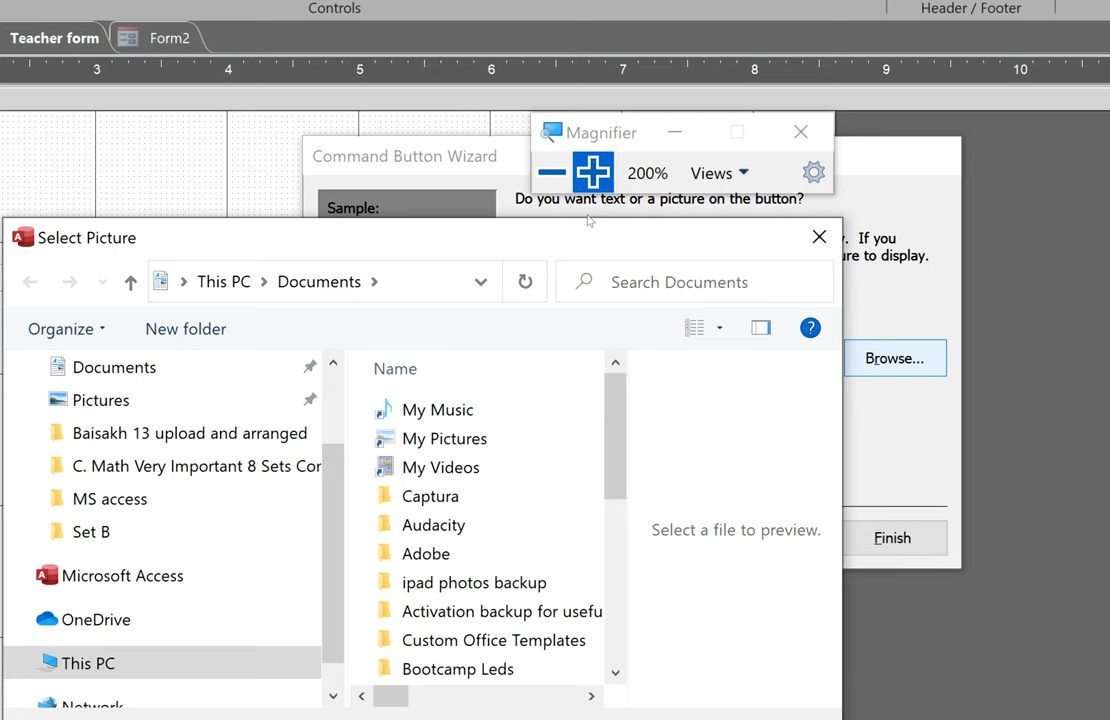 Controls
Header / Footer
Teacher form
Form2
3 4 5 6 7 8 9 10
Magnifier
Command Button Wizard
200%
Views
Sample:
Do you want text or a picture on the button?
Select Picture
y. If you
ure to display.
This PC
Documents
Search Documents
Organize
New folder
?
Browse...
Documents
Pictures
Baisakh 13 upload and arranged
C. Math Very Important 8 Sets Cor
MS access
Set B
Microsoft Access
OneDrive
This PC
Network
Name
My Music
My Pictures
My Videos
Captura
Audacity
Adobe
ipad photos backup
Activation backup for usefu
Custom Office Templates
Bootcamp Leds
Select a file to preview.
Finish